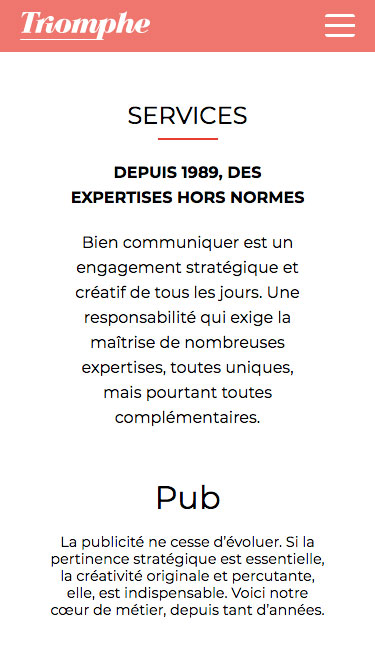 Triomphe
SERVICES
DEPUIS 1989, DES
EXPERTISES HORS NORMES
Bien communiquer est un
engagement stratégique et
créatif de tous les jours. Une
responsabilité qui exige la
maîtrise de nombreuses
expertises, toutes uniques,
mais pourtant toutes
complémentaires.
Pub
La publicité ne cesse d’évoluer. Si la
pertinence stratégique est essentielle,
la créativité originale et percutante,
elle, est indispensable. Voici notre
cœur de métier, depuis tant d’années.